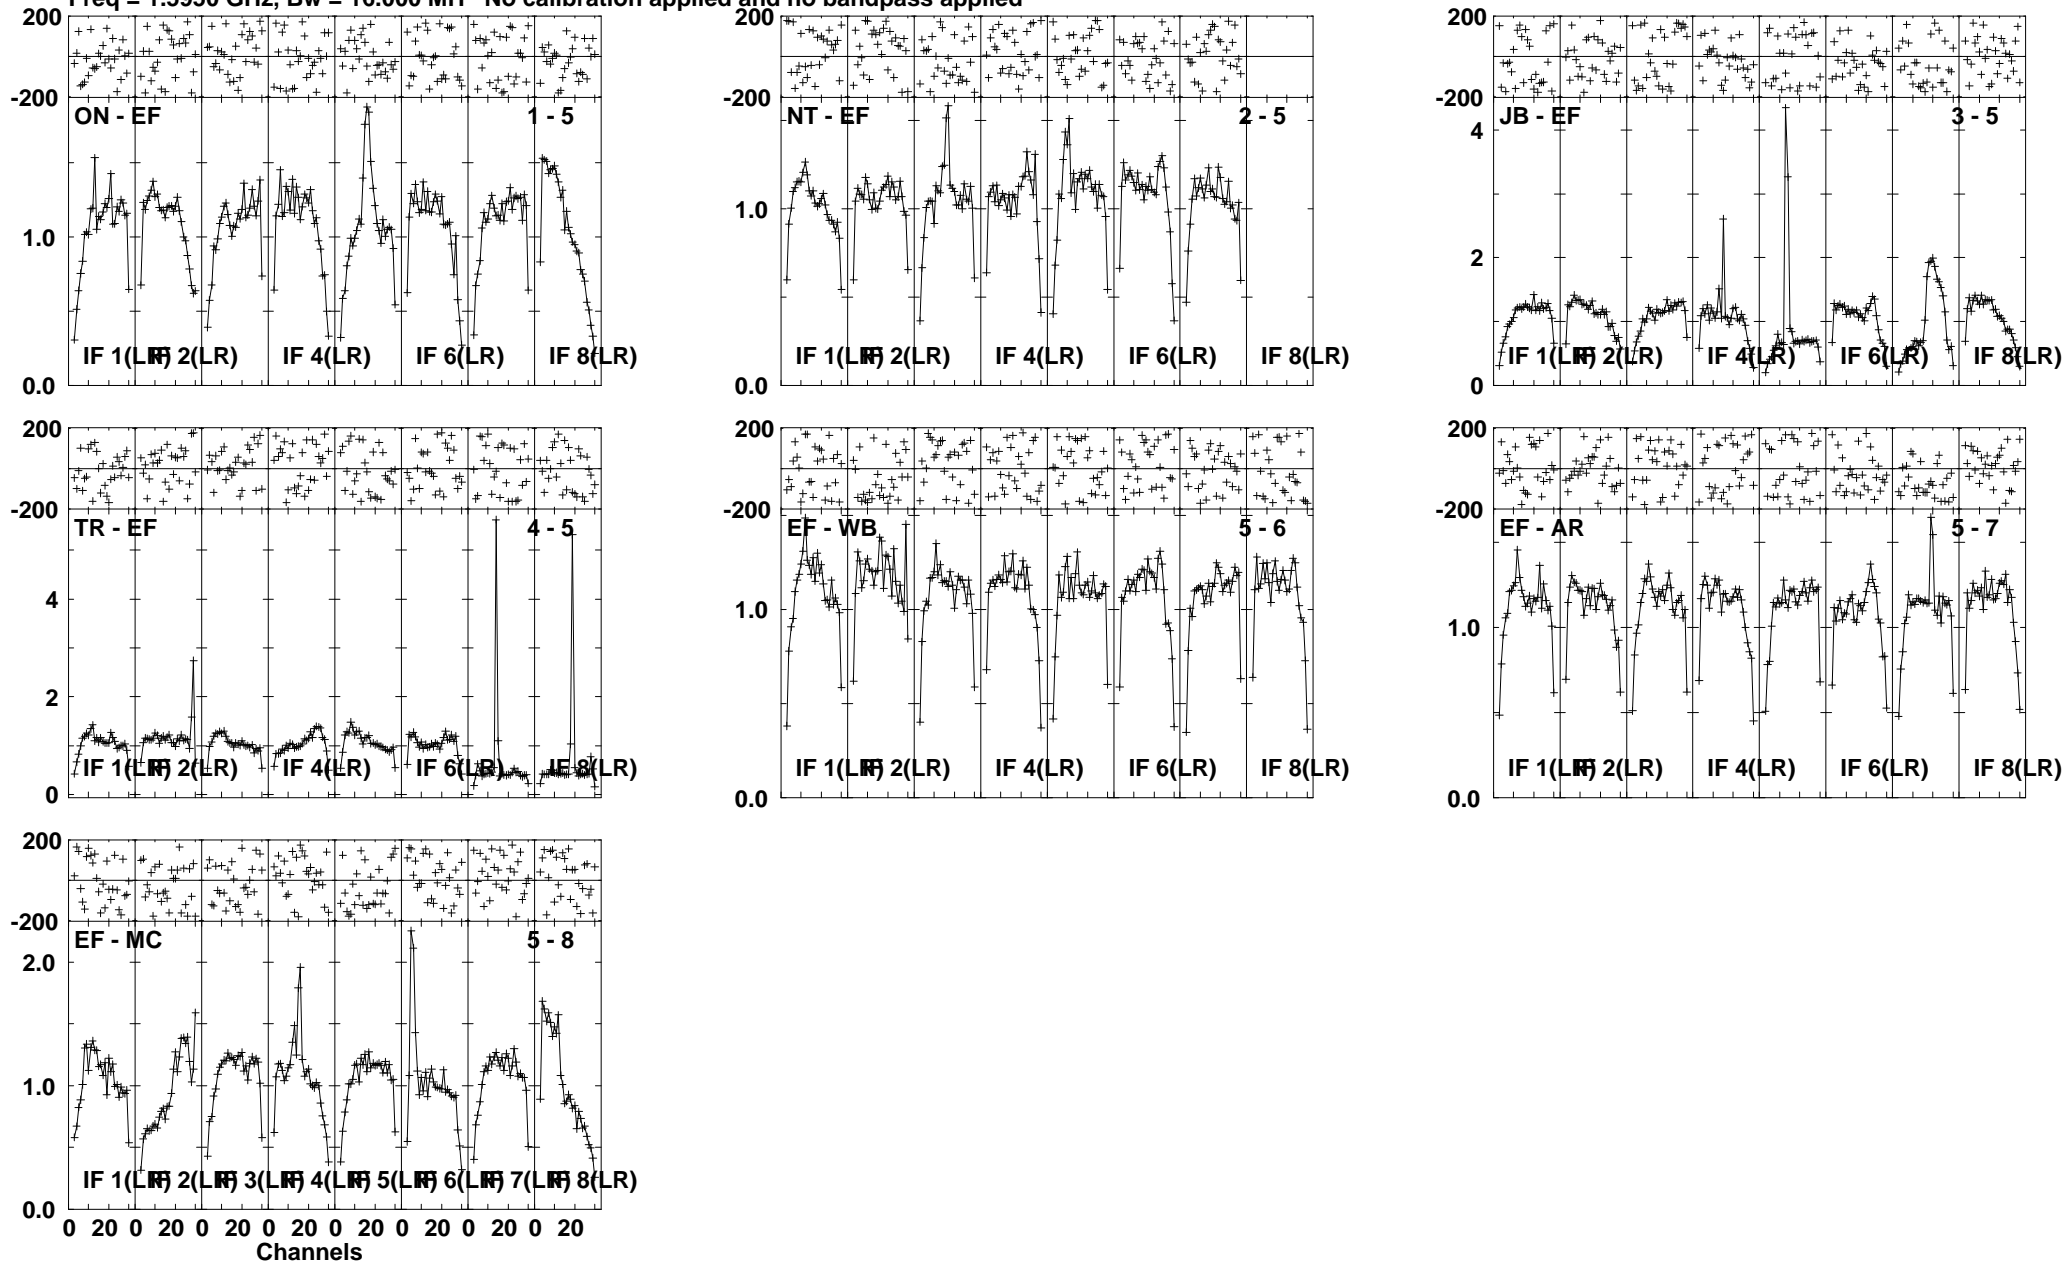 No calibration applied and no bandpass applied
200
-200
ON - EF 1 - 5
1.0
0.0
IF 1(LR) IF 2(LR) IF 4(LR) IF 6(LR) IF 8(LR)
200
-200
NT - EF 2 - 5
1.0
0.0
IF 1(LR) IF 2(LR) IF 4(LR) IF 6(LR) IF 8(LR)
200
-200
JB - EF 3 - 5
4
2
0
IF 1(LR) IF 2(LR) IF 4(LR) IF 6(LR) IF 8(LR)
200
-200
TR - EF 4 - 5
4
2
0
IF 1(LR) IF 2(LR) IF 4(LR) IF 6(LR) IF 8(LR)
200
-200
EF - WB 5 - 6
1.0
0.0
IF 1(LR) IF 2(LR) IF 4(LR) IF 6(LR) IF 8(LR)
200
-200
EF - AR 5 - 7
1.0
0.0
IF 1(LR) IF 2(LR) IF 4(LR) IF 6(LR) IF 8(LR)
200
-200
EF - MC 5 - 8
2.0
1.0
0.0
IF 1(LR) IF 2(LR) IF 3(LR) IF 4(LR) IF 5(LR) IF 6(LR) IF 7(LR) IF 8(LR)
0 20 0 20 0 20 0 20 0 20 0 20 0 20 0 20
Channels